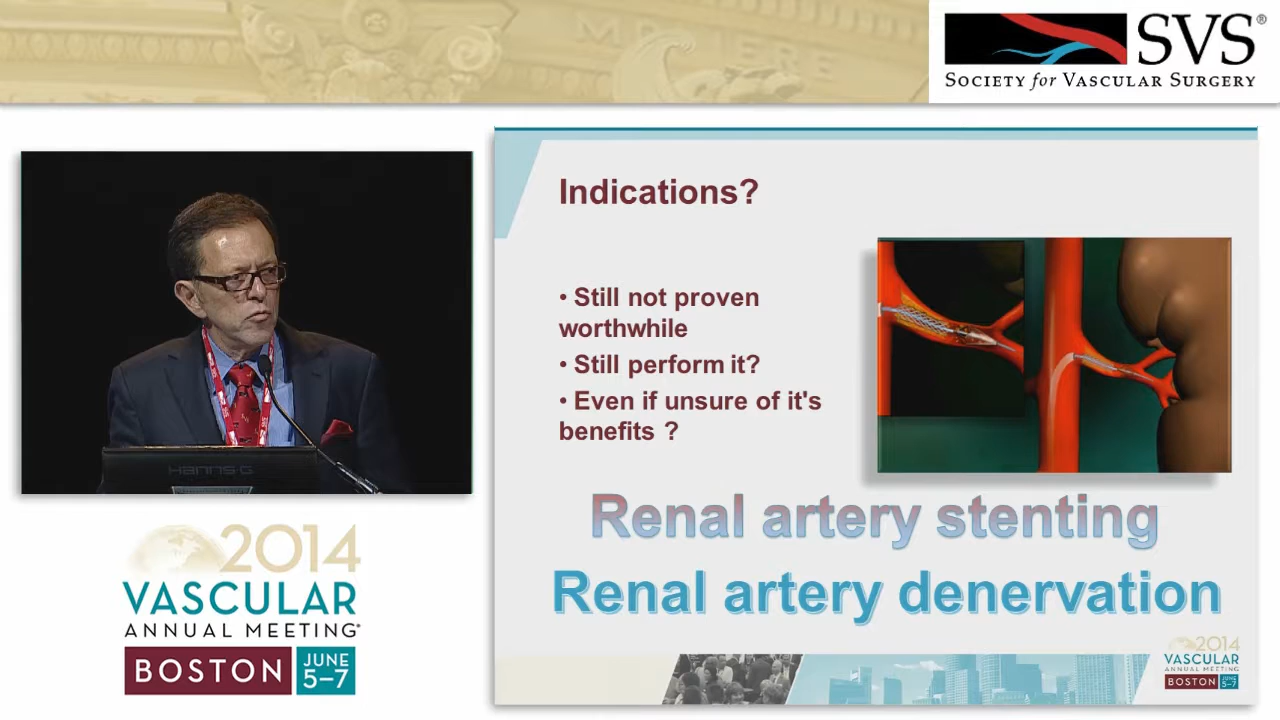 SVS®
SOCIETY for VASCULAR SURGERY
Indications?
• Still not proven
worthwhile
• Still perform it?
• Even if unsure of it's
benefits ?
Renal artery stenting
Renal artery denervation
HANNS-G
2014
VASCULAR
ANNUAL MEETING®
BOSTON
JUNE
5–7
2014
VASCULAR
ANNUAL MEETING
BOSTON
JUNE
5–7